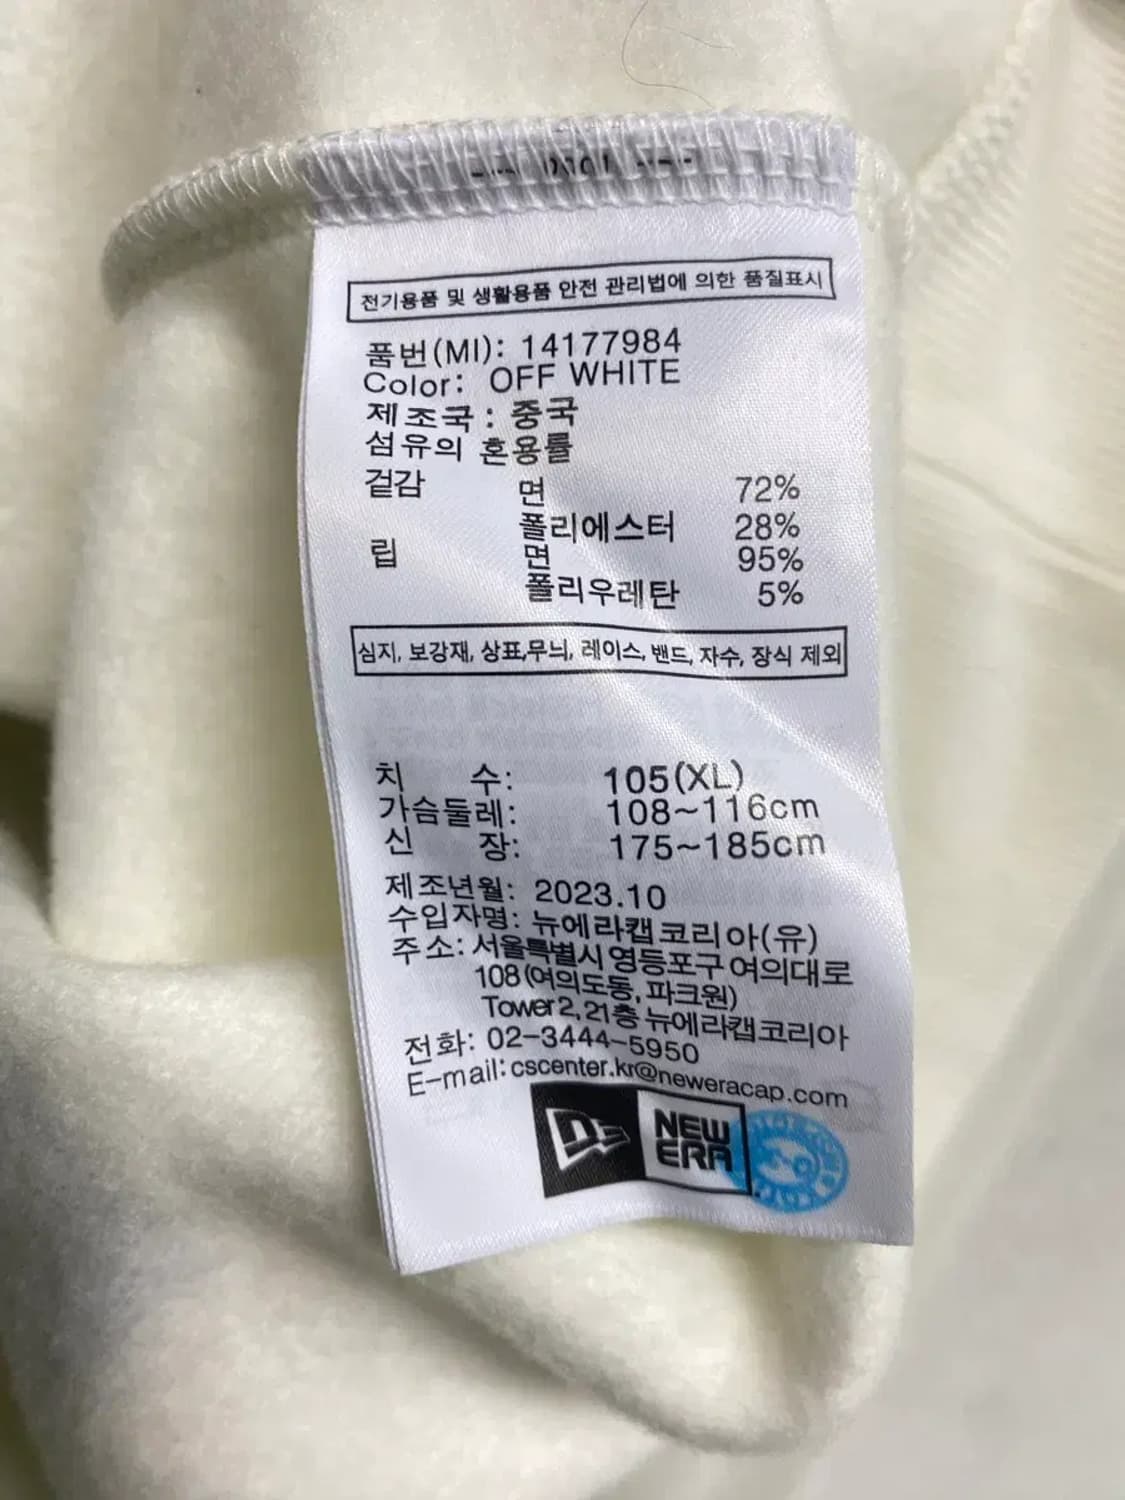 전기용품 및 생활용품 안전 관리법에 의한 품질표시
품번(MI): 14177984
Color: OFF WHITE
제조국 : 중국
섬유의 혼용률
겉감 면 72%
폴리에스터 28%
립 면 95%
폴리우레탄 5%
심지, 보강재, 상표,무늬, 레이스, 밴드, 자수, 장식 제외
치 수: 105(XL)
가슴둘레: 108~116cm
신 장: 175~185cm
제조년월: 2023.10
수입자명: 뉴에라캡코리아(유)
주소: 서울특별시 영등포구 여의대로
108 (여의도동, 파크원)
Tower 2, 21층 뉴에라캡코리아
전화: 02-3444-5950
E-mail: cscenter.kr@neweracap.com
NEW
ERA